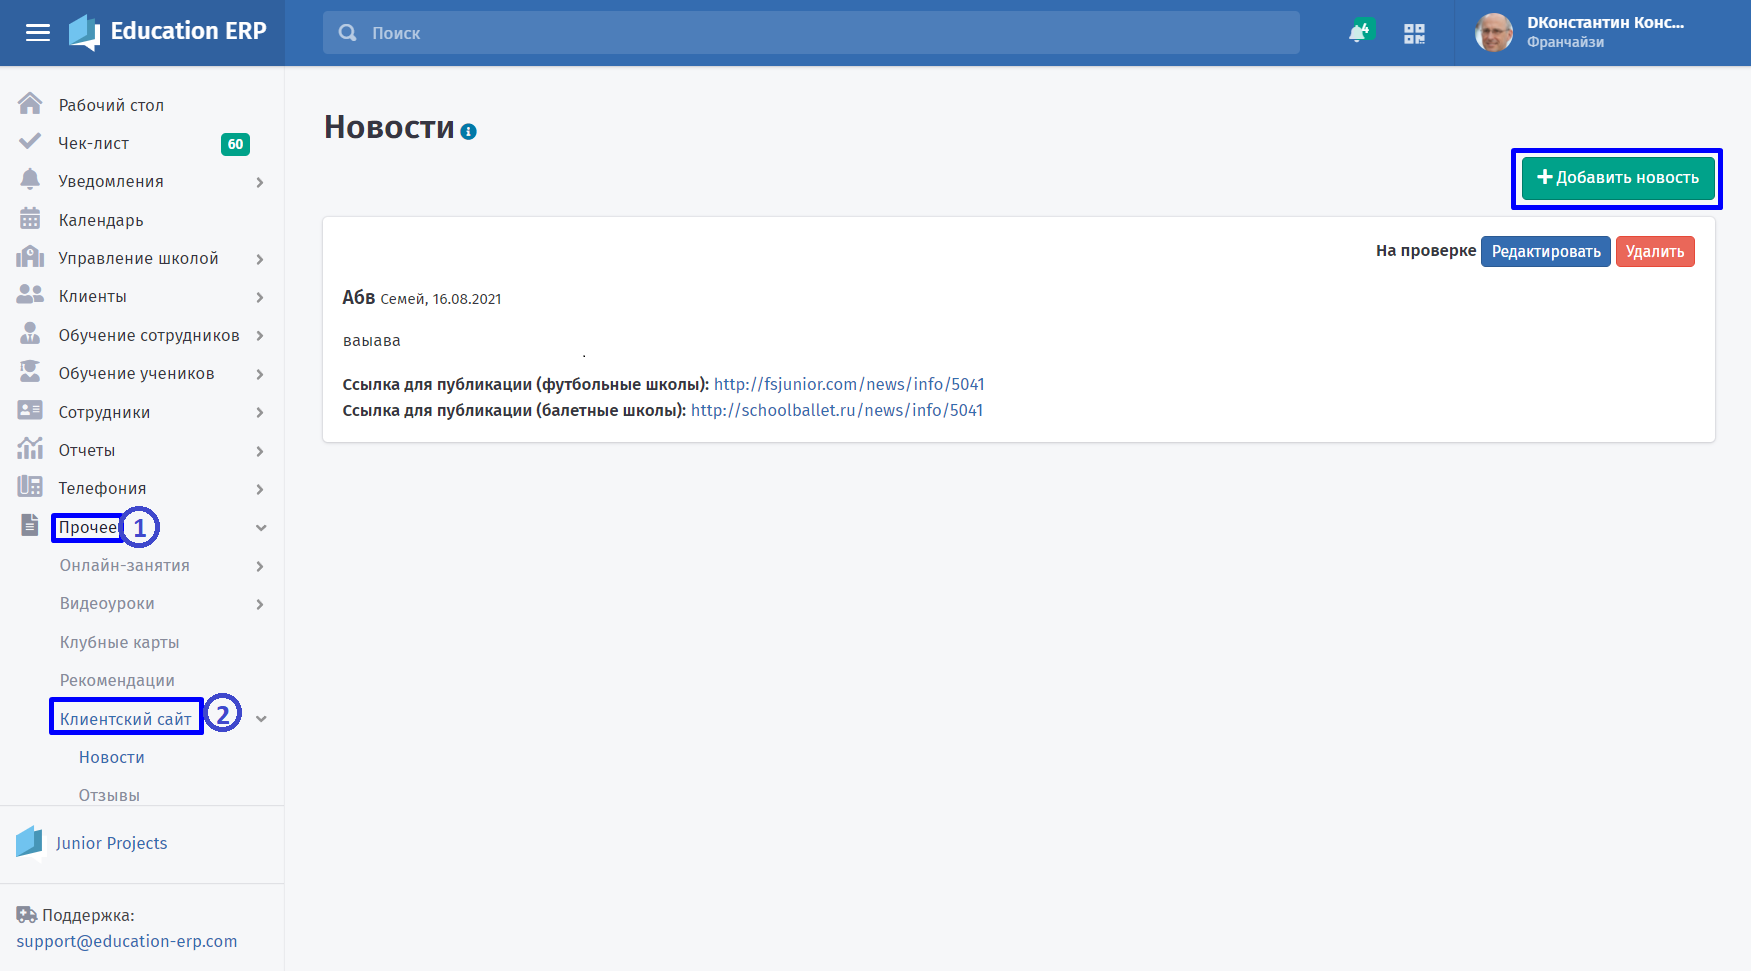 Education ERP
Поиск
4
DКонстантин Конс...
Франчайзи
Рабочий стол
Чек-лист 60
Уведомления
Календарь
Управление школой
Клиенты
Обучение сотрудников
Обучение учеников
Сотрудники
Отчеты
Телефония
Прочее 1
Онлайн-занятия
Видеоуроки
Клубные карты
Рекомендации
Клиентский сайт 2
Новости
Отзывы
Junior Projects
Поддержка:
support@education-erp.com
Новости
Добавить новость
На проверке Редактировать Удалить
Абв Семей, 16.08.2021
ваыава
.
Ссылка для публикации (футбольные школы): http://fsjunior.com/news/info/5041
Ссылка для публикации (балетные школы): http://schoolballet.ru/news/info/5041